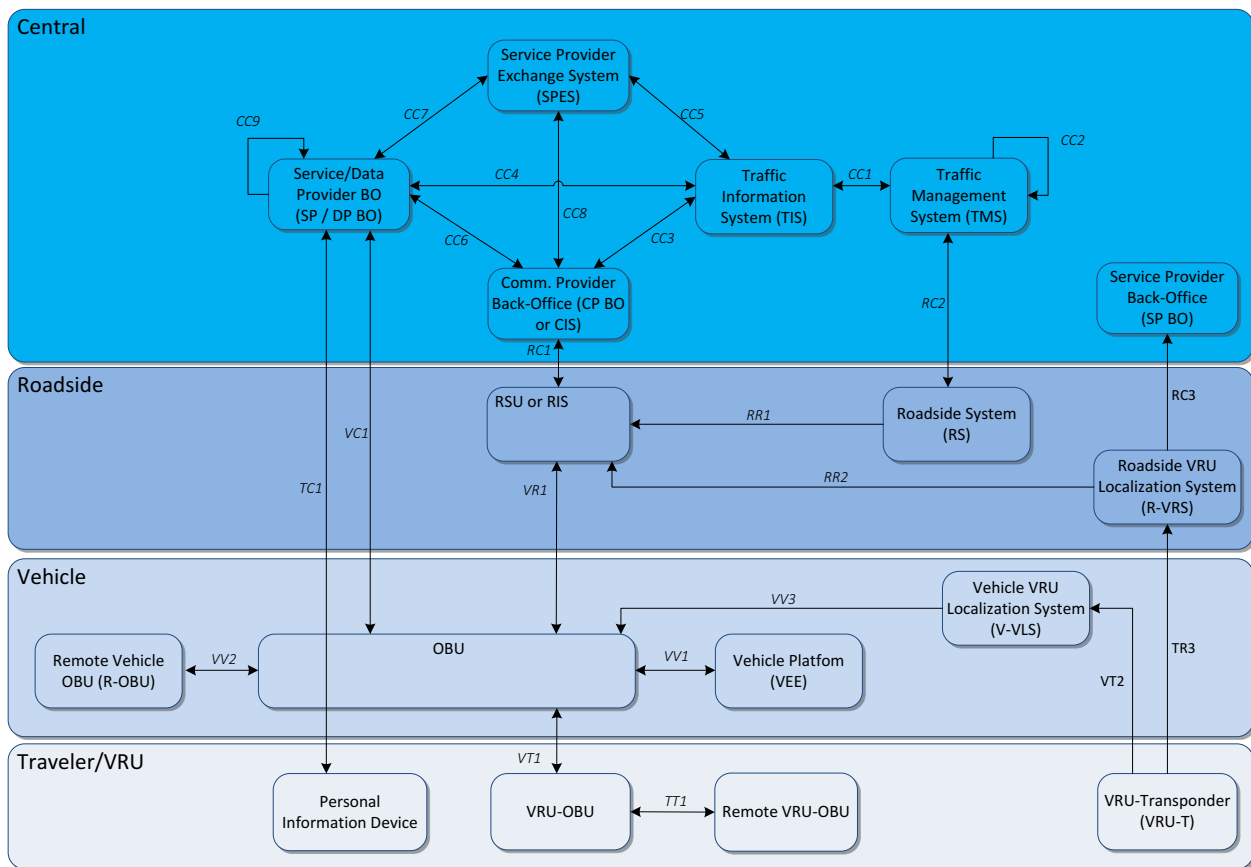 Central
Service Provider
Exchange System
(SPES)
CC7
CC5
CC9
CC2
Service/Data
Provider BO
(SP / DP BO)
CC4
Traffic
Information
System (TIS)
CC1
Traffic
Management
System (TMS)
CC8
CC6
CC3
Comm. Provider
Back-Office (CP BO
or CIS)
RC2
Service Provider
Back-Office
(SP BO)
RC1
Roadside
RSU or RIS
RR1
Roadside System
(RS)
RC3
VC1
TC1
VR1
RR2
Roadside VRU
Localization System
(R-VRS)
Vehicle
Vehicle VRU
Localization System
(V-VLS)
VV3
OBU
Remote Vehicle
OBU (R-OBU)
VV2
VV1
Vehicle Platfom
(VEE)
VT2
TR3
Traveler/VRU
VT1
Personal
Information Device
VRU-OBU
TT1
Remote VRU-OBU
VRU-Transponder
(VRU-T)